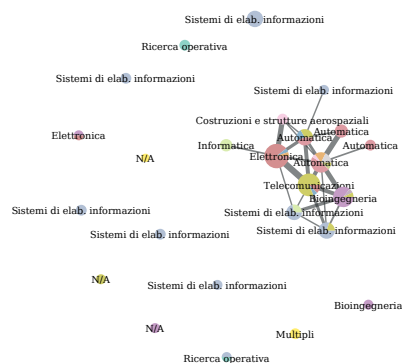 Sistemi di elab. informazioni
Ricerca operativa
Sistemi di elab. informazioni
Sistemi di elab. informazioni
Costruzioni e strutture aerospaziali
Elettronica
Automatica
Automatica
Informatica
Automatica
N/A
Elettronica
Automatica
Telecomunicazioni
Bioingegneria
Sistemi di elab. informazioni
Sistemi di elab. informazioni
Sistemi di elab. informazioni
Sistemi di elab. informazioni
N/A
Sistemi di elab. informazioni
Bioingegneria
N/A
Multipli
Ricerca operativa